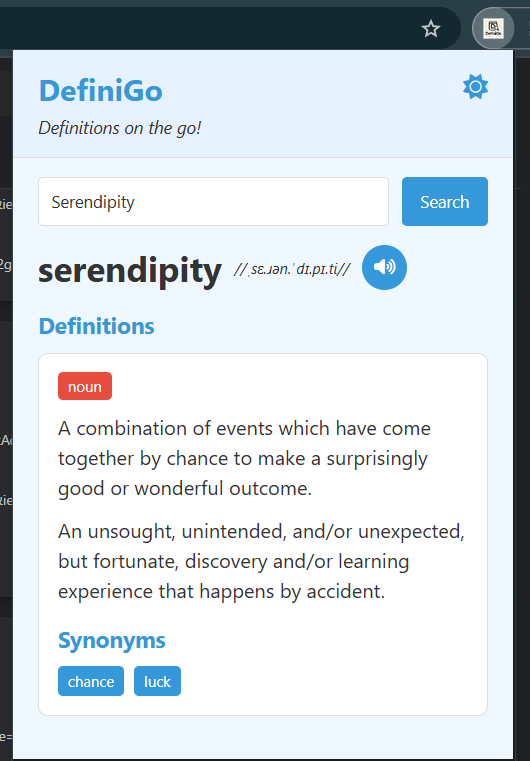 DefiniGo
Definitions on the go!
Serendipity
Search
serendipity //ˌsɛ.ɹən.ˈdɪ.pɪ.ti//
Definitions
noun
A combination of events which have come
together by chance to make a surprisingly
good or wonderful outcome.
An unsought, unintended, and/or unexpected,
but fortunate, discovery and/or learning
experience that happens by accident.
Synonyms
chance
luck